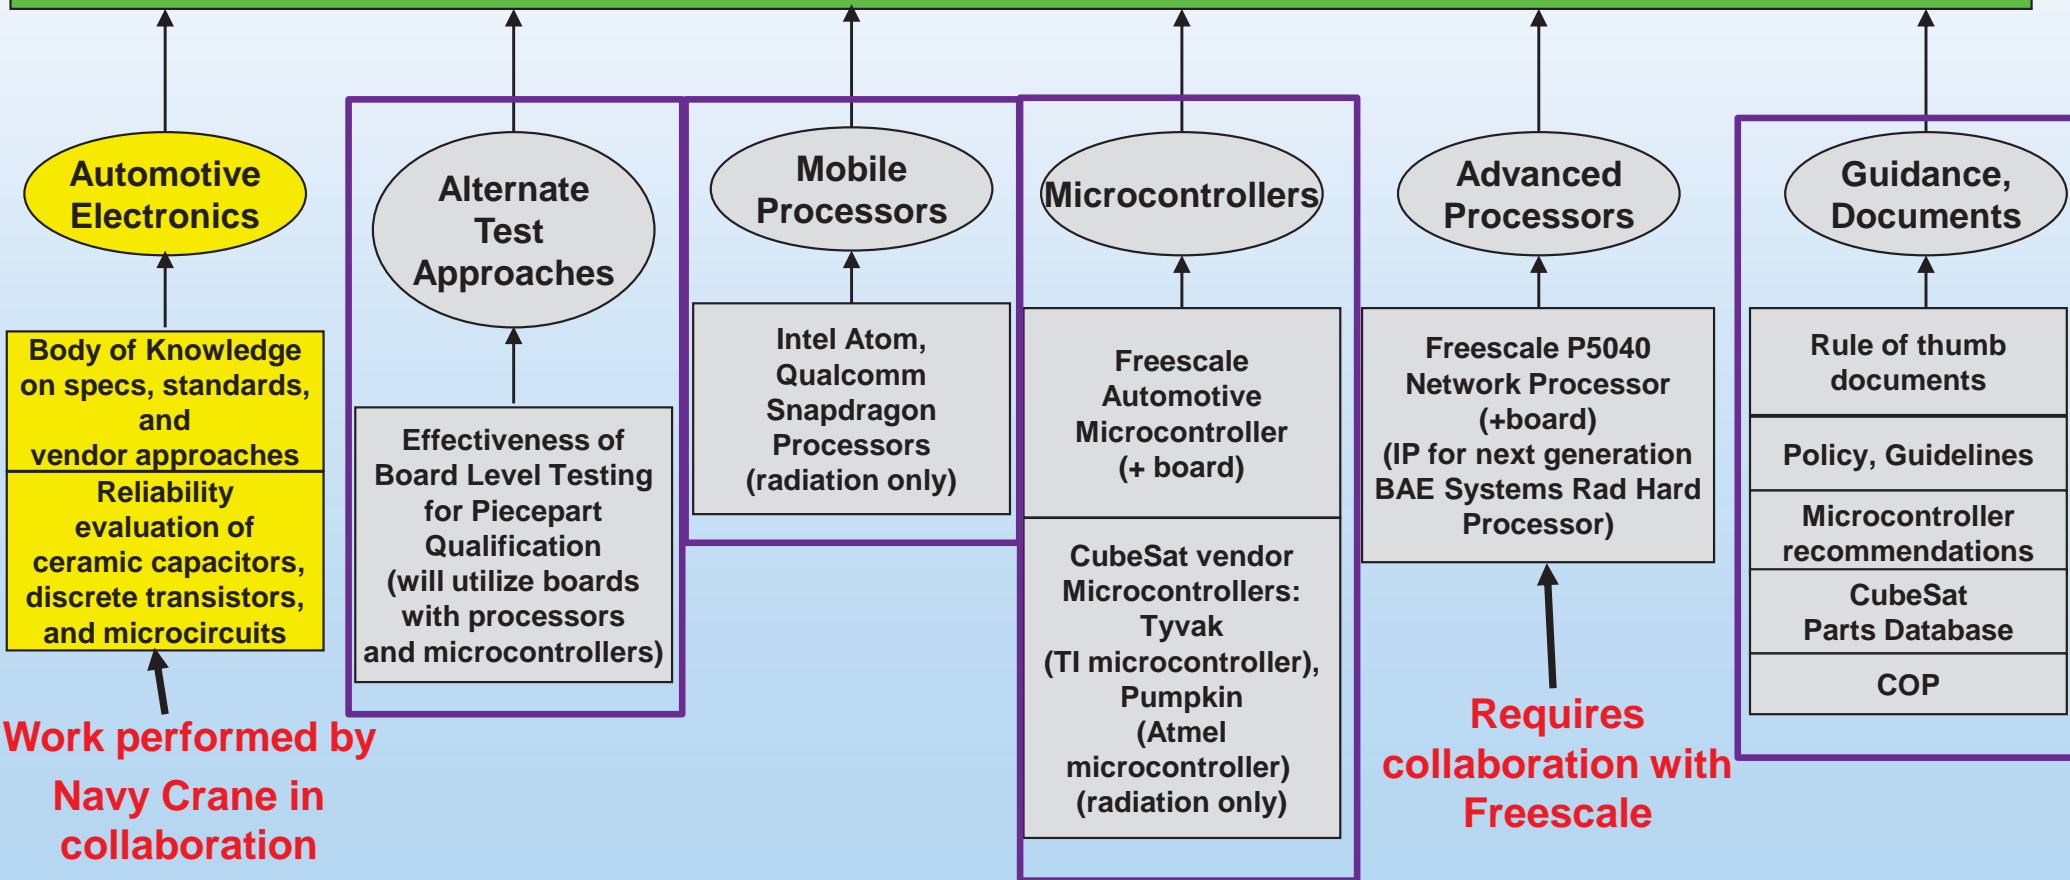 Automotive
Electronics
Body of Knowledge
on specs, standards,
and
vendor approaches
Reliability
evaluation of
ceramic capacitors,
discrete transistors,
and microcircuits
Work performed by
Navy Crane in
collaboration
Alternate
Test
Approaches
Effectiveness of
Board Level Testing
for Piecepart
Qualification
(will utilize boards
with processors
and microcontrollers)
Mobile
Processors
Intel Atom,
Qualcomm
Snapdragon
Processors
(radiation only)
Microcontrollers
Freescale
Automotive
Microcontroller
(+ board)
CubeSat vendor
Microcontrollers:
Tyvak
(TI microcontroller),
Pumpkin
(Atmel
microcontroller)
(radiation only)
Advanced
Processors
Freescale P5040
Network Processor
(+board)
(IP for next generation
BAE Systems Rad Hard
Processor)
Requires
collaboration with
Freescale
Guidance,
Documents
Rule of thumb
documents
Policy, Guidelines
Microcontroller
recommendations
CubeSat
Parts Database
COP